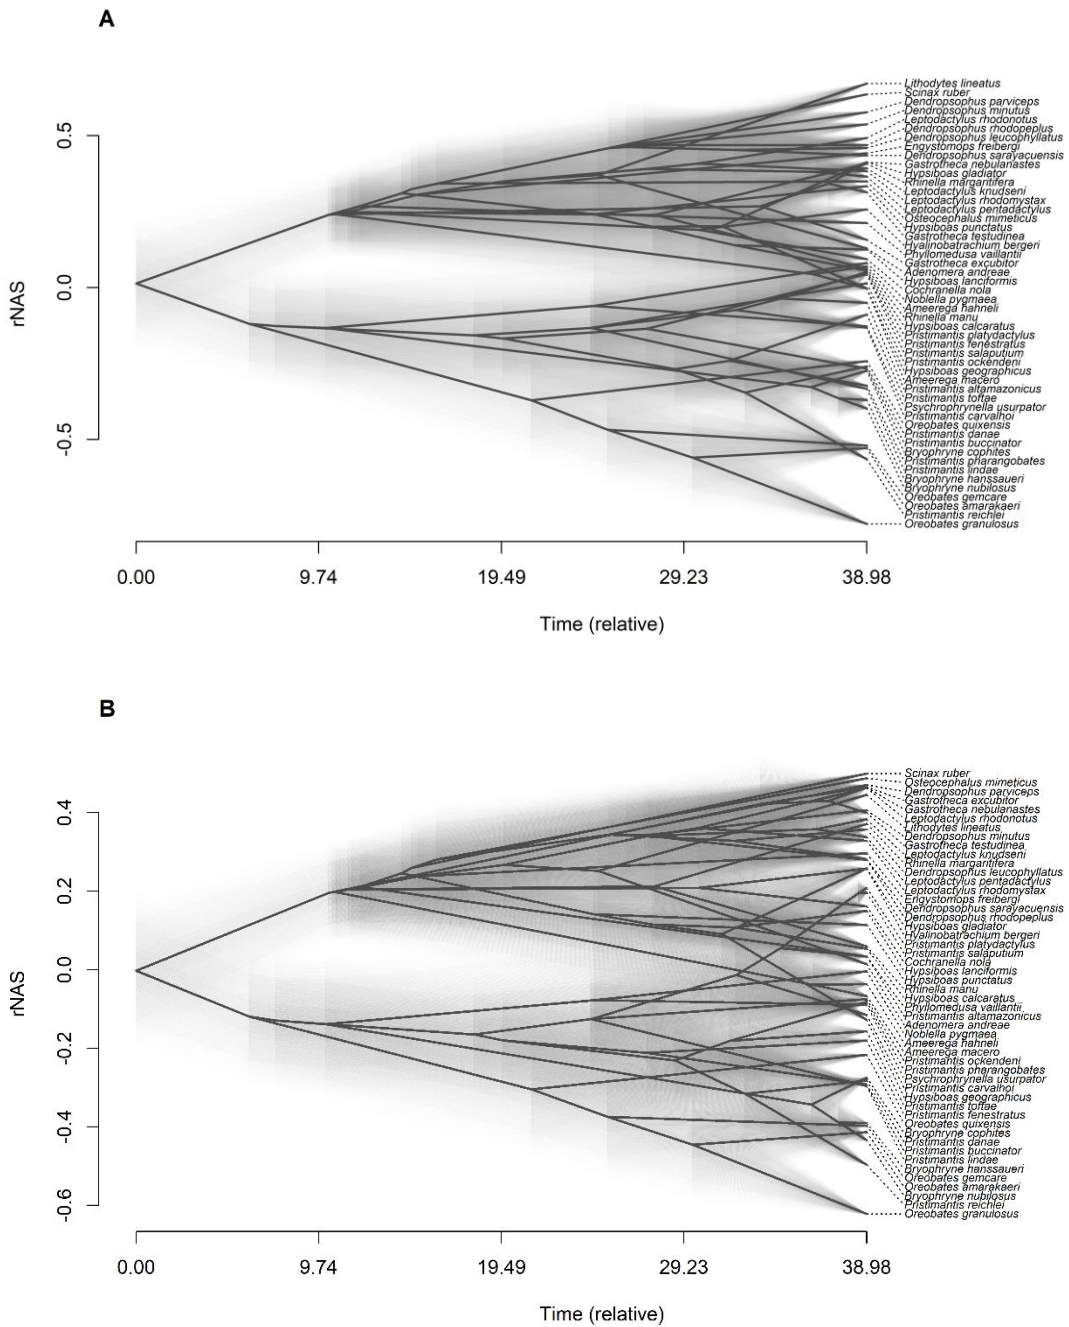 A
Lithodytes lineatus
Scinax ruber
Dendropsophus parviceps
Dendropsophus minutus
Leptodactylus rhodonotus
Dendropsophus rhodopeplus
Dendropsophus leucophyllatus
Engystomops freibergi
Dendropsophus sarayacuensis
Gastrotheca nebulanastes
Hypsiboas gladiator
Rhinella margaritifera
Leptodactylus knudseni
Leptodactylus rhodomystax
Leptodactylus pentadactylus
Osteocephalus mimeticus
Hypsiboas punctatus
Gastrotheca testudinea
Hyalinobatrachium bergeri
Phyllomedusa vaillantii
Gastrotheca excubitor
Adenomera andreae
Hypsiboas lanciformis
Cochranella nola
Noblella pygmaea
Ameerega hahneli
Rhinella manu
Hypsiboas calcaratus
Pristimantis platydactylus
Pristimantis fenestratus
Pristimantis salaputium
Pristimantis ockendeni
Hypsiboas geographicus
Ameerega macero
Pristimantis altamazonicus
Pristimantis toftae
Psychrophrynella usurpator
Pristimantis carvalhoi
Oreobates quixensis
Pristimantis danae
Pristimantis buccinator
Bryophryne cophites
Pristimantis pharangobates
Pristimantis lindae
Bryophryne hanssaueri
Bryophryne nubilosus
Oreobates gemcare
Oreobates amarakaeri
Pristimantis reichlei
Oreobates granulosus
0.5
0.0
-0.5
rNAS
0.00 9.74 19.49 29.23 38.98
Time (relative)
B
Scinax ruber
Osteocephalus mimeticus
Dendropsophus parviceps
Gastrotheca excubitor
Gastrotheca nebulanastes
Leptodactylus rhodonotus
Lithodytes lineatus
Dendropsophus minutus
Gastrotheca testudinea
Leptodactylus knudseni
Rhinella margaritifera
Dendropsophus leucophyllatus
Leptodactylus pentadactylus
Leptodactylus rhodomystax
Engystomops freibergi
Dendropsophus sarayacuensis
Dendropsophus rhodopeplus
Hypsiboas gladiator
Hyalinobatrachium bergeri
Pristimantis platydactylus
Pristimantis salaputium
Cochranella nola
Hypsiboas lanciformis
Hypsiboas punctatus
Rhinella manu
Hypsiboas calcaratus
Phyllomedusa vaillantii
Pristimantis altamazonicus
Adenomera andreae
Noblella pygmaea
Ameerega hahneli
Ameerega macero
Pristimantis ockendeni
Pristimantis pharangobates
Psychrophrynella usurpator
Pristimantis carvalhoi
Hypsiboas geographicus
Pristimantis toftae
Pristimantis fenestratus
Oreobates quixensis
Bryophryne cophites
Pristimantis danae
Pristimantis buccinator
Pristimantis lindae
Bryophryne hanssaueri
Oreobates gemcare
Oreobates amarakaeri
Bryophryne nubilosus
Pristimantis reichlei
Oreobates granulosus
0.4
0.2
0.0
-0.2
-0.4
-0.6
rNAS
0.00 9.74 19.49 29.23 38.98
Time (relative)